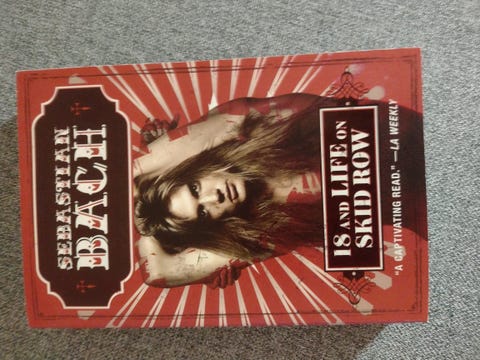 SEBASTIAN
BACH
18 AND LIFE ON
SKID ROW
"A CAPTIVATING READ." —LA WEEKLY